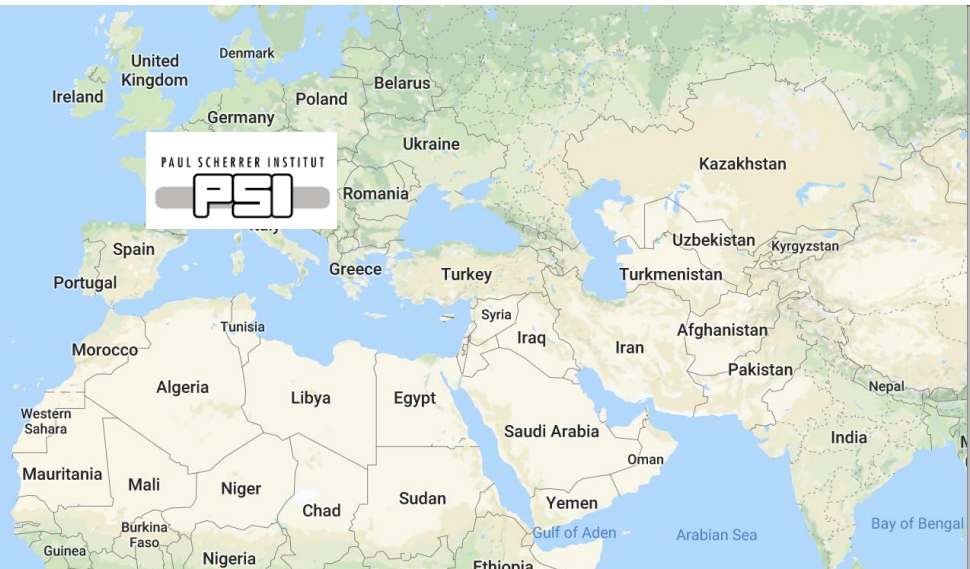 Denmark
United
Kingdom
Ireland
Poland
Belarus
Germany
Ukraine
PAUL SCHERRER INSTITUT
PSI
Kazakhstan
Romania
Italy
Spain
Uzbekistan
Kyrgyzstan
Portugal
Greece
Turkey
Turkmenistan
Syria
Tunisia
Iraq
Afghanistan
Morocco
Iran
Pakistan
Algeria
Libya
Egypt
Nepal
Western
Sahara
Saudi Arabia
India
Oman
Mauritania
Mali
Niger
Chad
Sudan
Yemen
Burkina
Faso
Gulf of Aden
Arabian Sea
Bay of Bengal
Guinea
Nigeria
Ethiopia